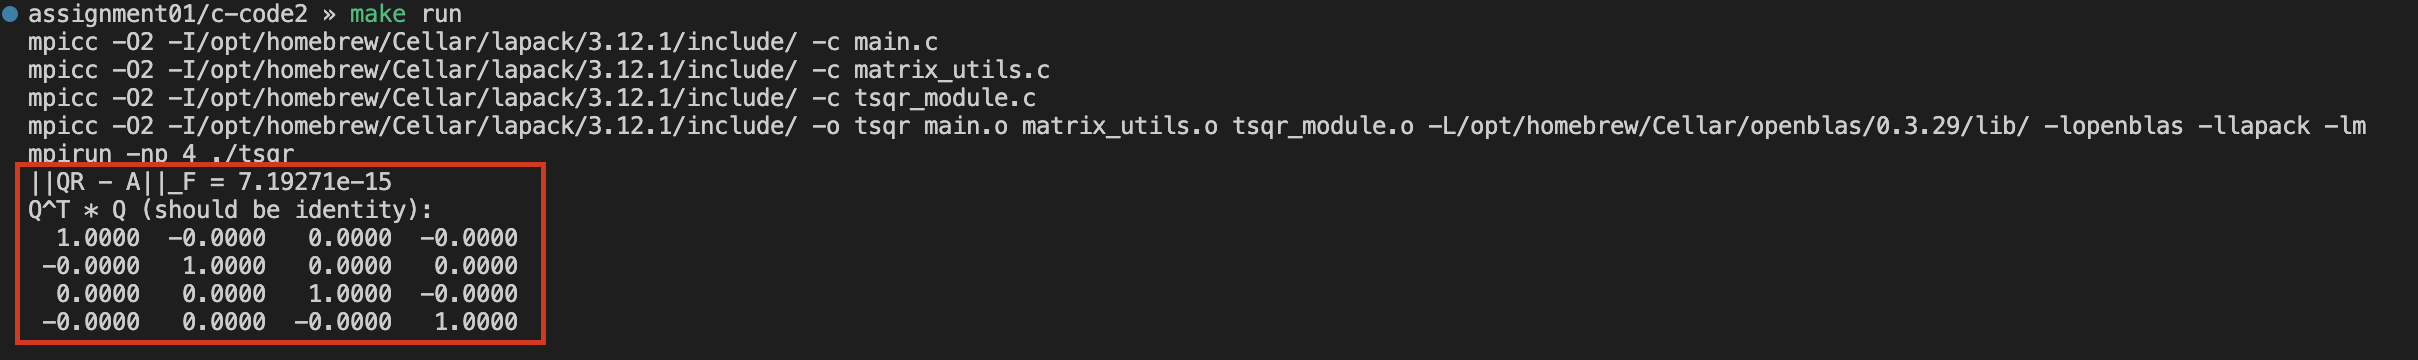 assignment01/c-code2 » make run
mpicc -O2 -I/opt/homebrew/Cellar/lapack/3.12.1/include/ -c main.c
mpicc -O2 -I/opt/homebrew/Cellar/lapack/3.12.1/include/ -c matrix_utils.c
mpicc -O2 -I/opt/homebrew/Cellar/lapack/3.12.1/include/ -c tsqr_module.c
mpicc -O2 -I/opt/homebrew/Cellar/lapack/3.12.1/include/ -o tsqr main.o matrix_utils.o tsqr_module.o -L/opt/homebrew/Cellar/openblas/0.3.29/lib/ -lopenblas -llapack -lm
mpirun -np 4 ./tsqr
||QR - A||_F = 7.19271e-15
Q^T * Q (should be identity):
  1.0000  -0.0000   0.0000  -0.0000
 -0.0000   1.0000   0.0000   0.0000
  0.0000   0.0000   1.0000  -0.0000
 -0.0000   0.0000  -0.0000   1.0000